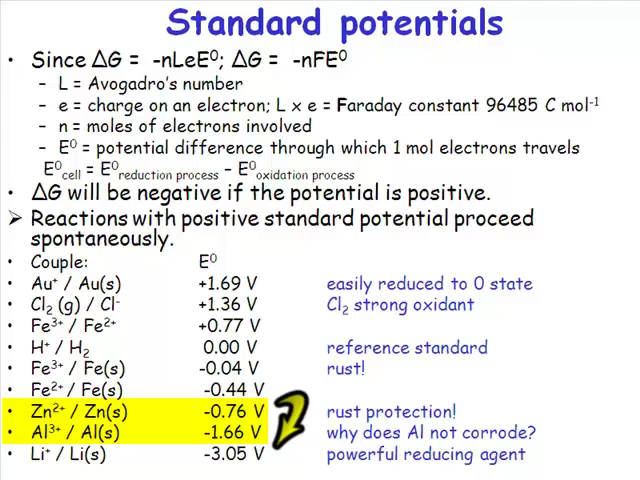 Standard potentials
• Since ΔG = -nLeE⁰; ΔG = -nFE⁰
– L = Avogadro's number
– e = charge on an electron; L x e = Faraday constant 96485 C mol⁻¹
– n = moles of electrons involved
– E⁰ = potential difference through which 1 mol electrons travels
E⁰cell = E⁰reduction process – E⁰oxidation process
• ΔG will be negative if the potential is positive.
➢ Reactions with positive standard potential proceed
spontaneously.
• Couple: E⁰
• Au⁺ / Au(s) +1.69 V easily reduced to 0 state
• Cl₂ (g) / Cl⁻ +1.36 V Cl₂ strong oxidant
• Fe³⁺ / Fe²⁺ +0.77 V
• H⁺ / H₂ 0.00 V reference standard
• Fe³⁺ / Fe(s) -0.04 V rust!
• Fe²⁺ / Fe(s) -0.44 V
• Zn²⁺ / Zn(s) -0.76 V rust protection!
• Al³⁺ / Al(s) -1.66 V why does Al not corrode?
• Li⁺ / Li(s) -3.05 V powerful reducing agent